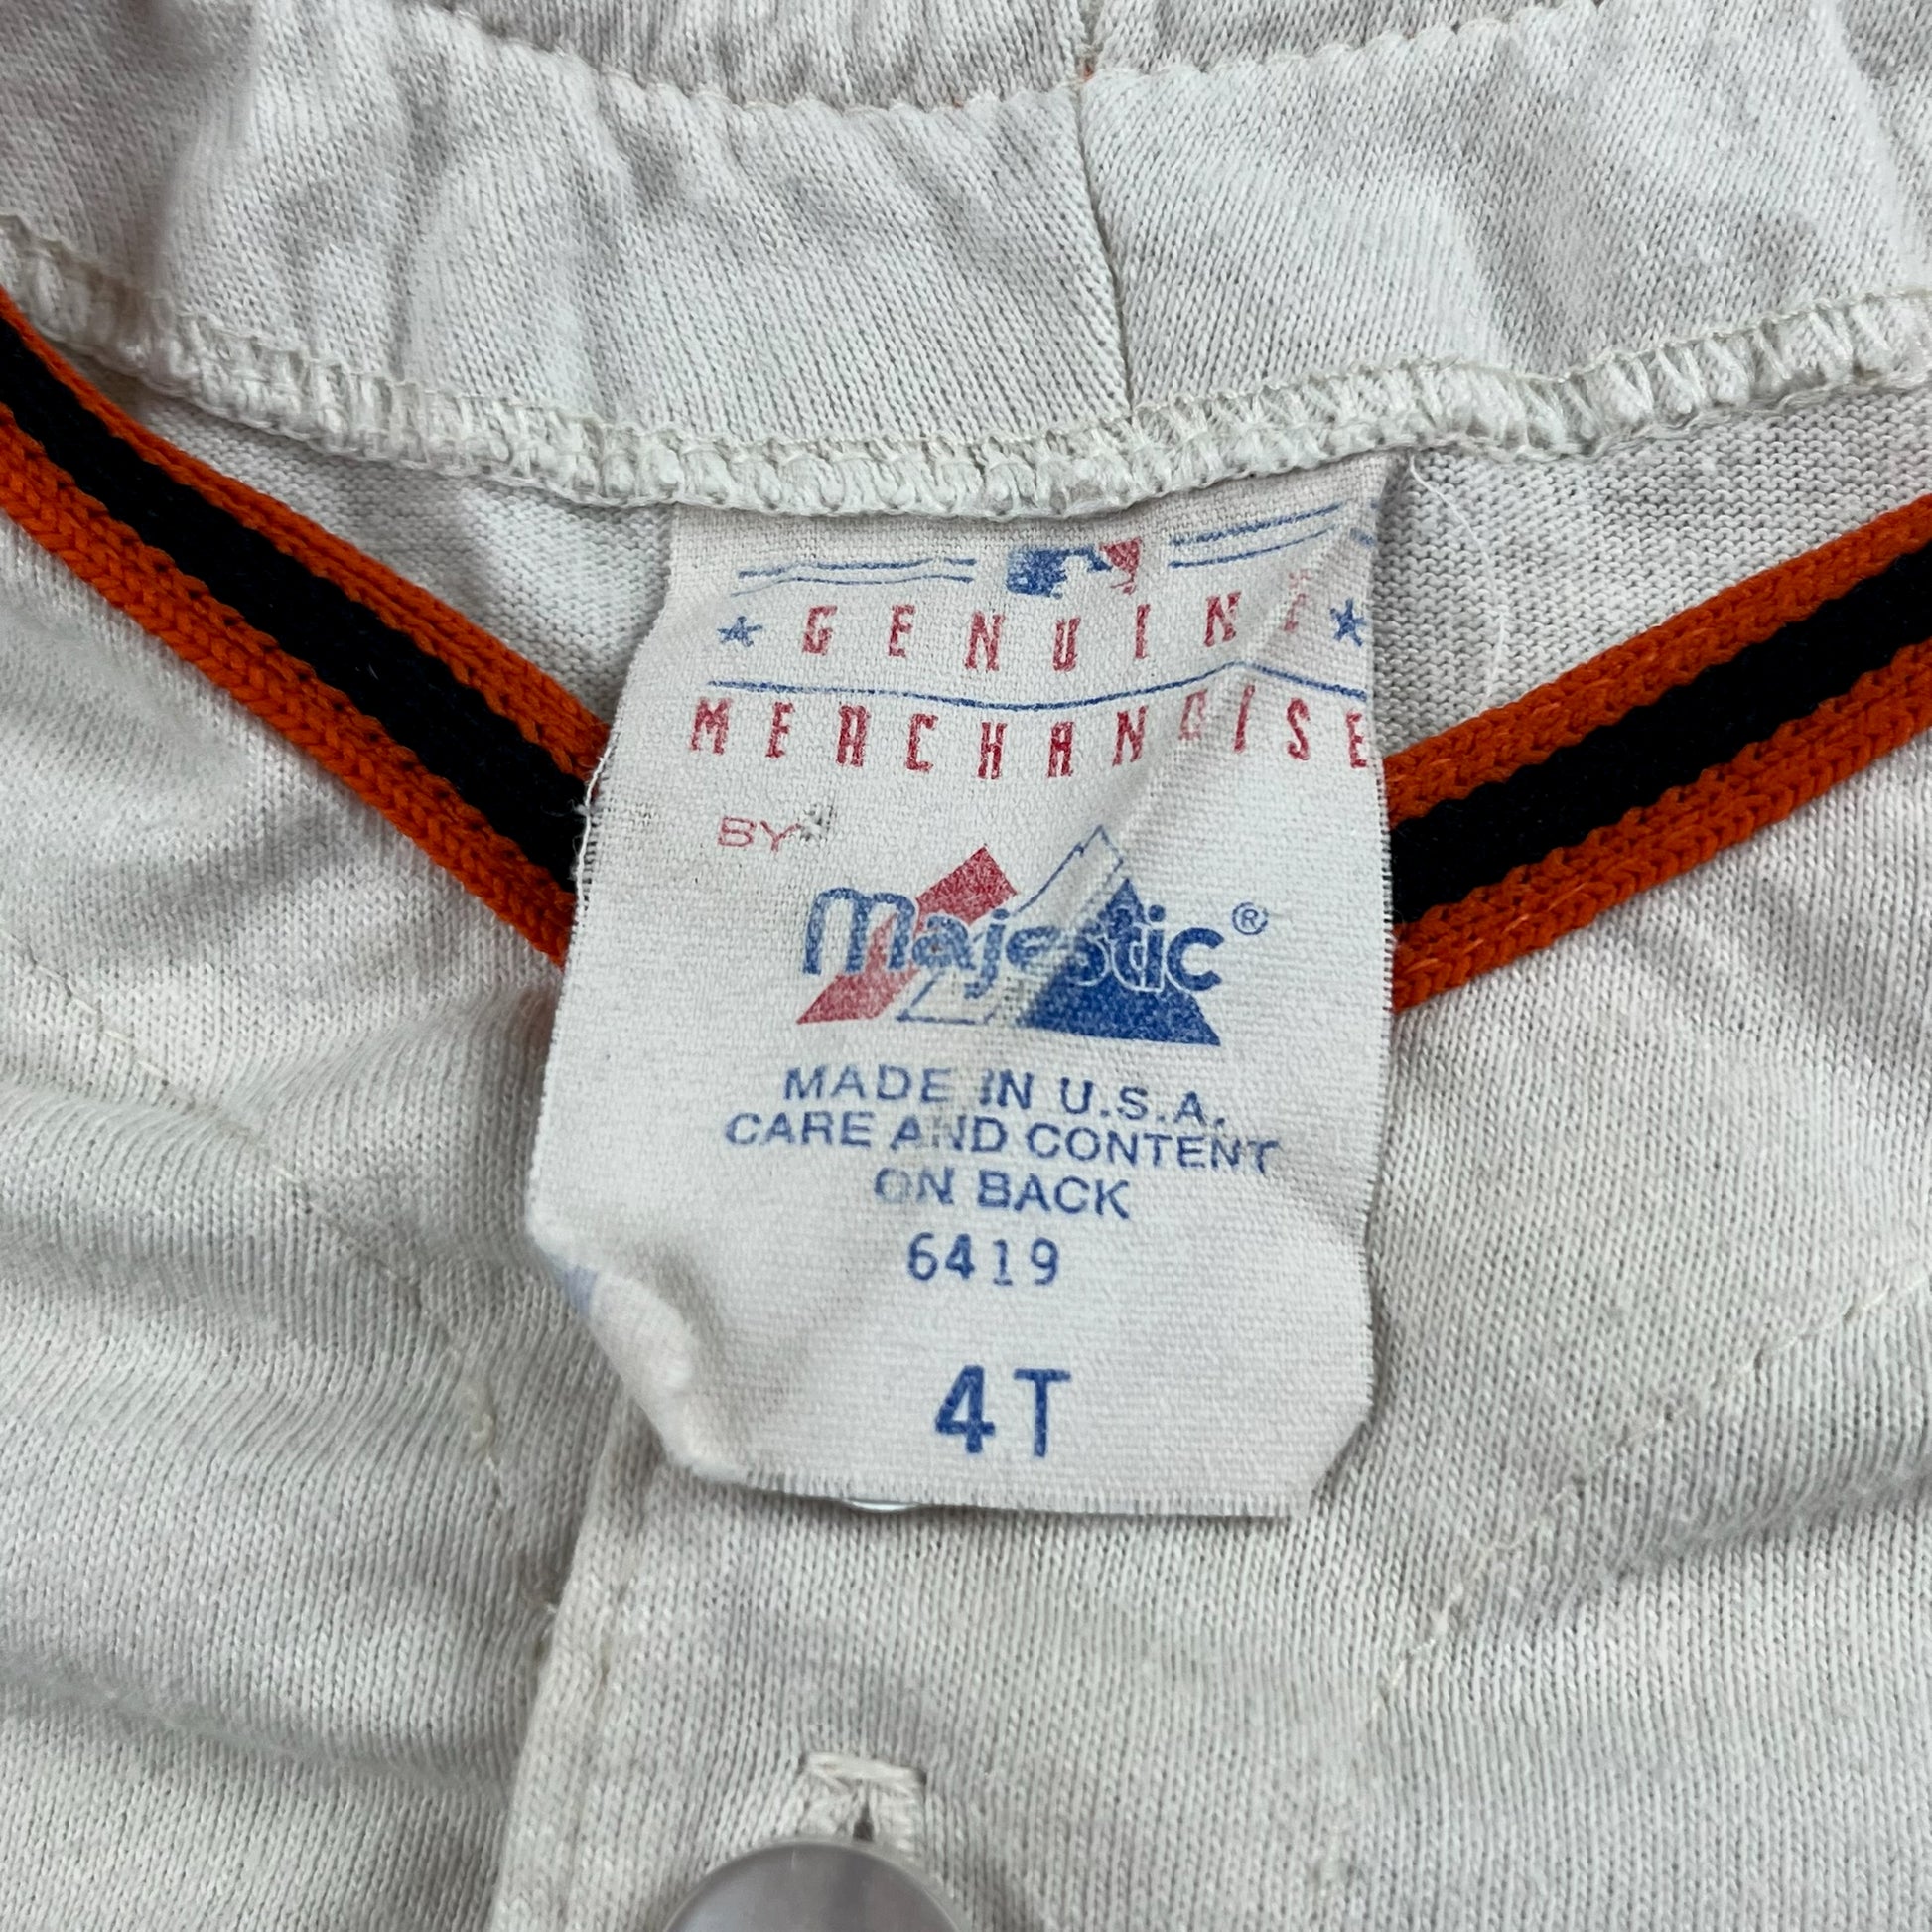 GENUINE
MERCHANDISE
BY
Majestic®
MADE IN U.S.A.
CARE AND CONTENT
ON BACK
6419
4T